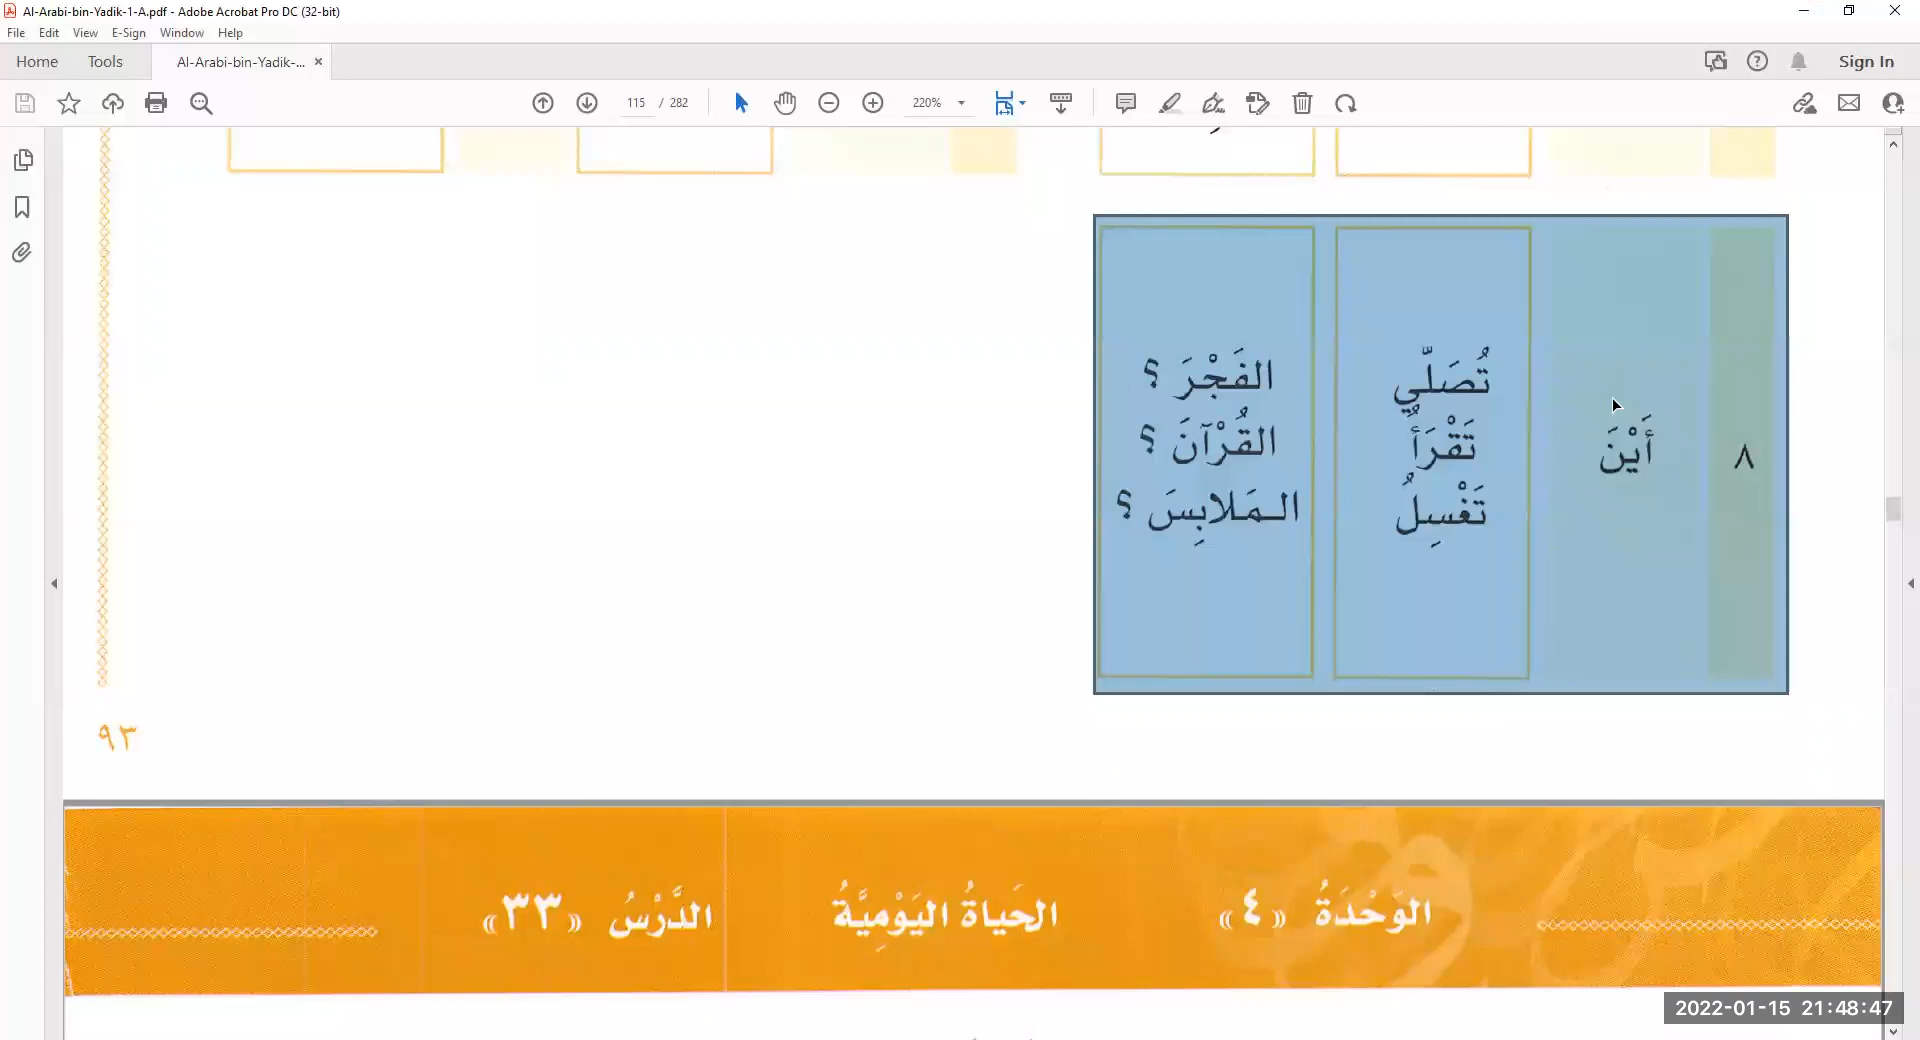 Al-Arabi-bin-Yadik-1-A.pdf - Adobe Acrobat Pro DC (32-bit)
File Edit View E-Sign Window Help
Home Tools Al-Arabi-bin-Yadik-... × Sign In
115 / 282 220%
٨ أَيْنَ
تُصَلِّي الفَجْرَ ؟
تَقْرَأُ القُرْآنَ ؟
تَغْسِلُ المَلابِسَ ؟
٩٣
الوَحْدَةُ «٤» الحَياةُ اليَوْمِيَّةُ الدَّرْسُ «٣٣»
2022-01-15 21:48:47